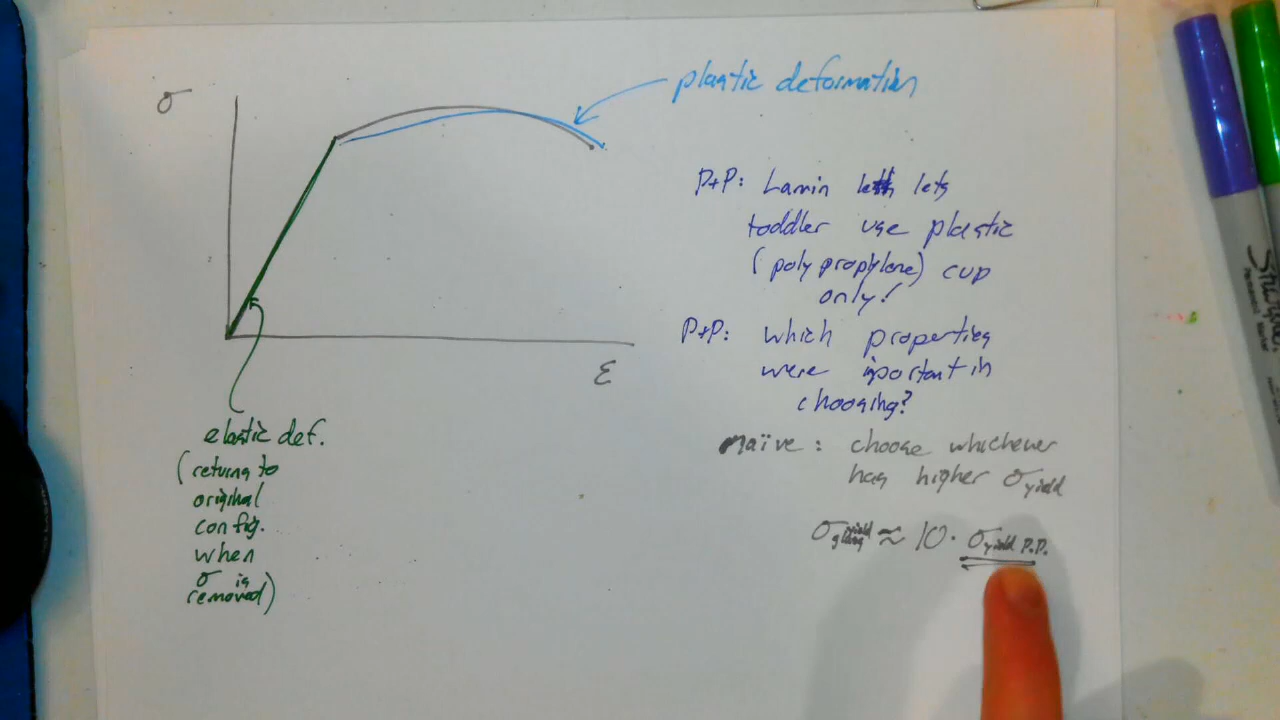 σ
plastic deformation
P+P: Lamin lets
toddler use plastic
(polypropylene) cup
only!
P+P: which properties
were iportant in
choosing?
ε
elastic def.
(returns to
original
config.
when
σ is
removed)
naïve: choose whichever
has higher σyield
σglass yield ≈ 10· σyield P.P.